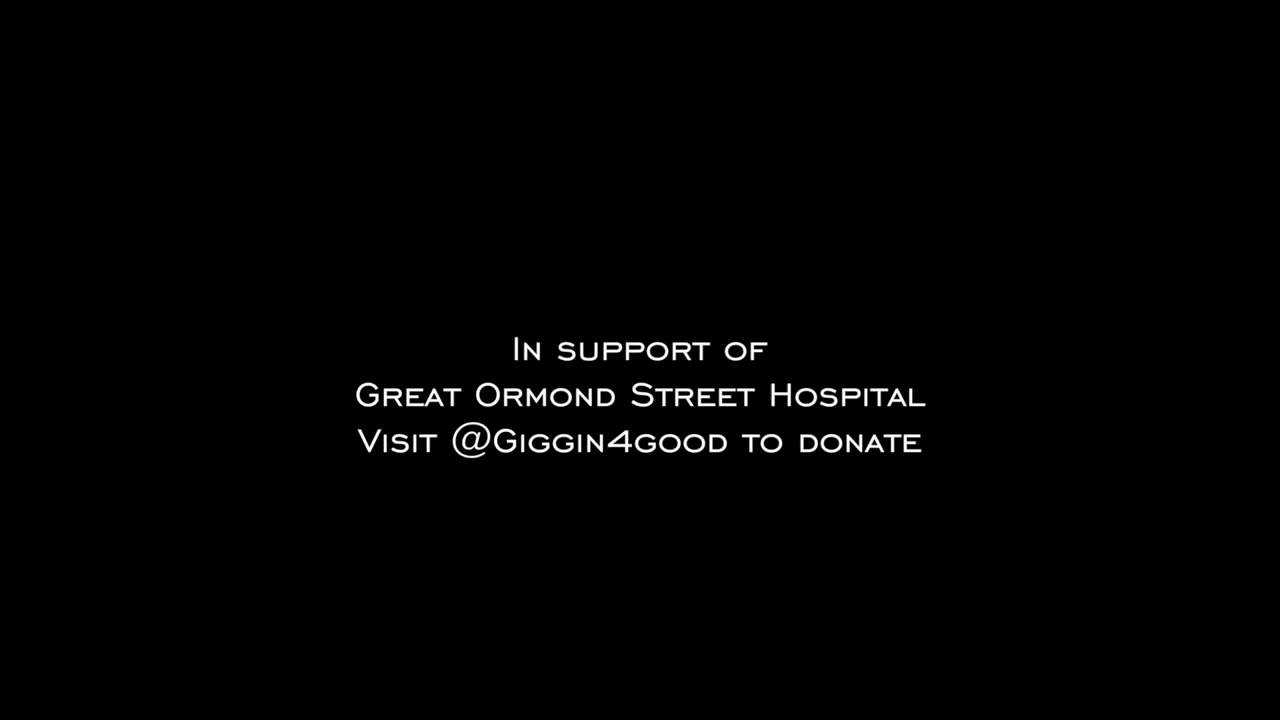 In support of
Great Ormond Street Hospital
Visit @Giggin4good to donate